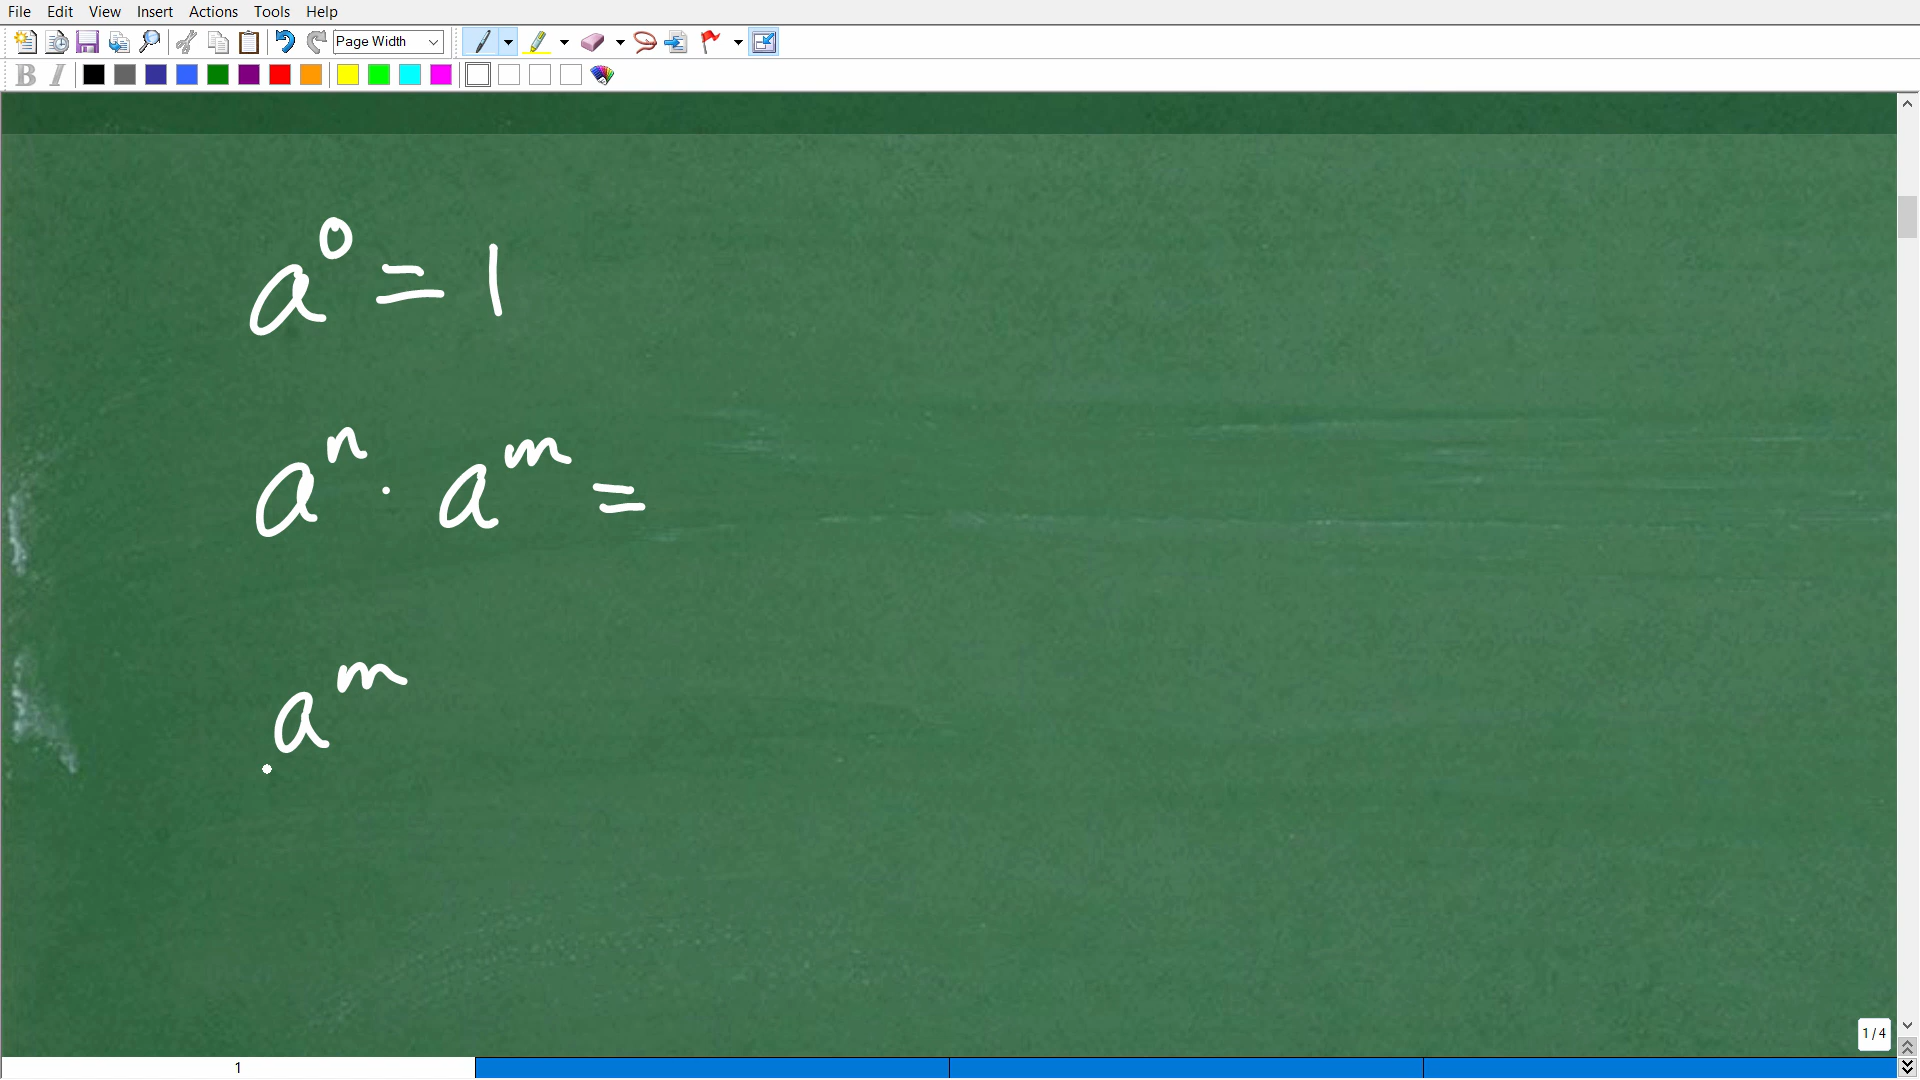 File Edit View Insert Actions Tools Help
Page Width
B I
a⁰ = 1
aⁿ · aᵐ =
aᵐ
1 / 4
1